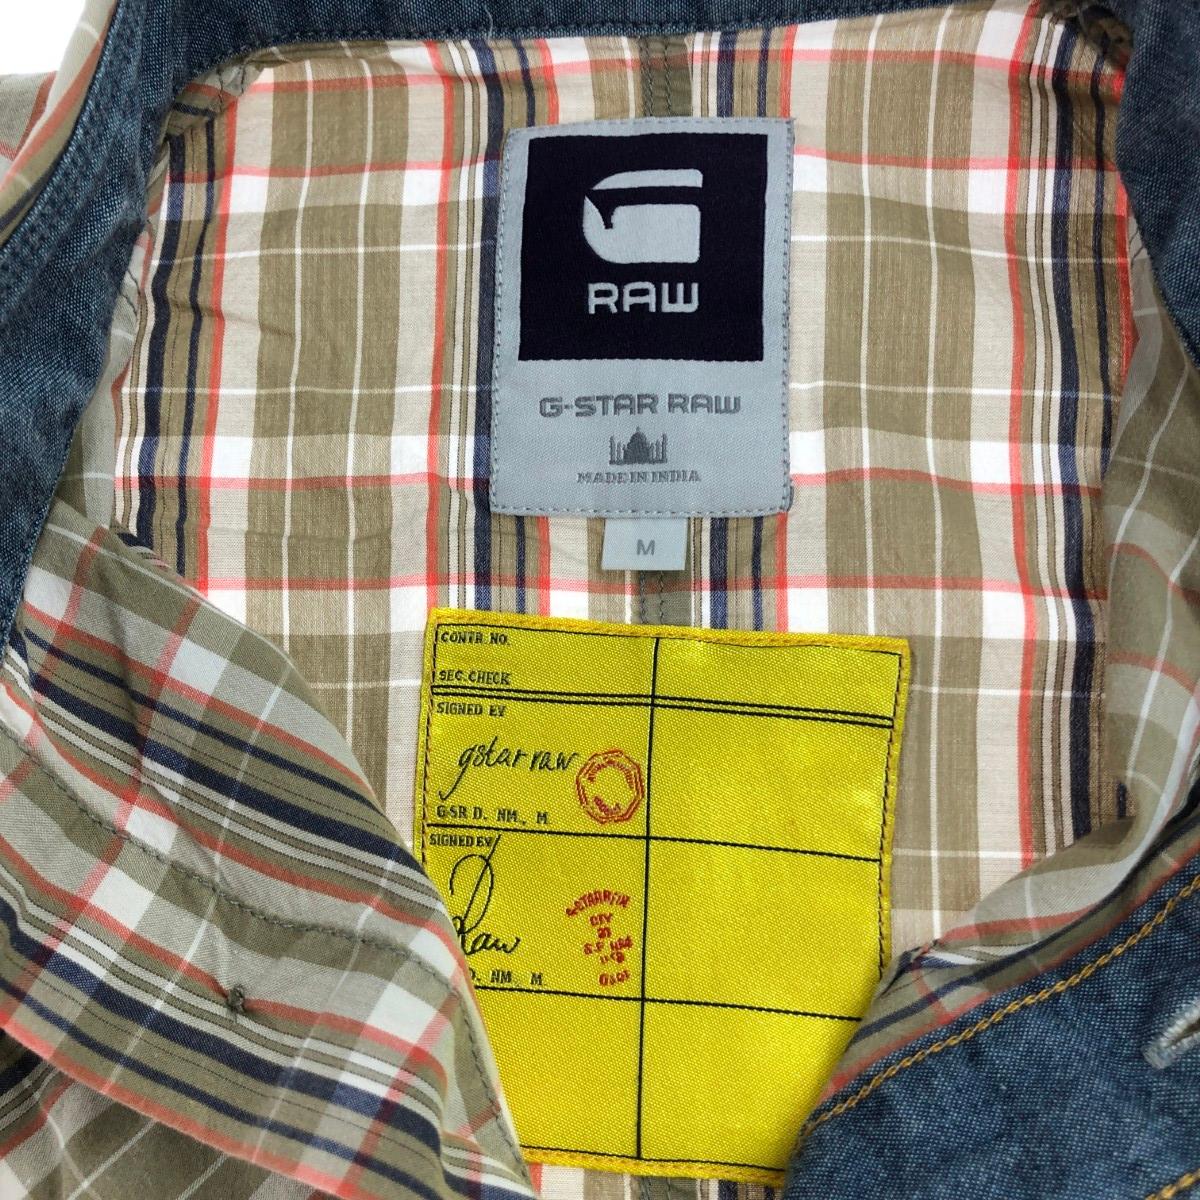 RAW
G-STAR RAW
MADE IN INDIA
M
CONTR. NO.
SEC. CHECK
SIGNED BY
gstar raw
GSR D. NM. M
SIGNED BY
Raw
D. NM. M